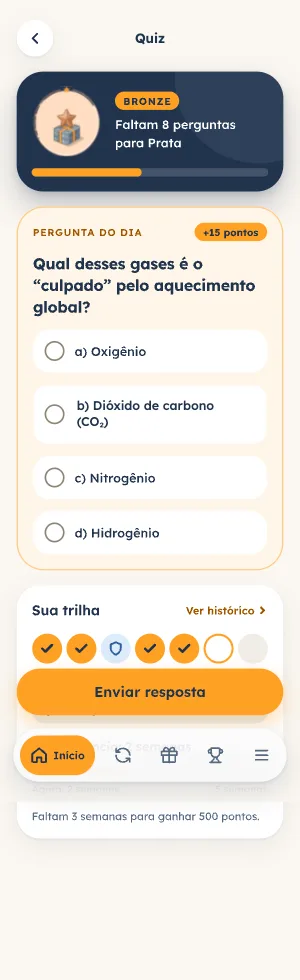 Quiz
BRONZE
Faltam 8 perguntas
para Prata
PERGUNTA DO DIA
+15 pontos
Qual desses gases é o
“culpado” pelo aquecimento
global?
a) Oxigênio
b) Dióxido de carbono
(CO₂)
c) Nitrogênio
d) Hidrogênio
Sua trilha
Ver histórico
Enviar resposta
Início
semanas
Faltam 3 semanas para ganhar 500 pontos.